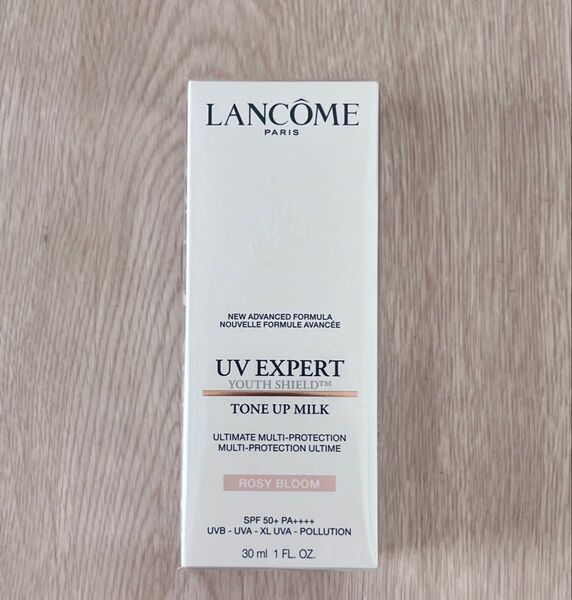 LANCÔME
PARIS
NEW ADVANCED FORMULA
NOUVELLE FORMULE AVANCÉE
UV EXPERT
YOUTH SHIELD™
TONE UP MILK
ULTIMATE MULTI-PROTECTION
MULTI-PROTECTION ULTIME
ROSY BLOOM
SPF 50+ PA++++
UVB - UVA - XL UVA - POLLUTION
30 ml 1 FL. OZ.